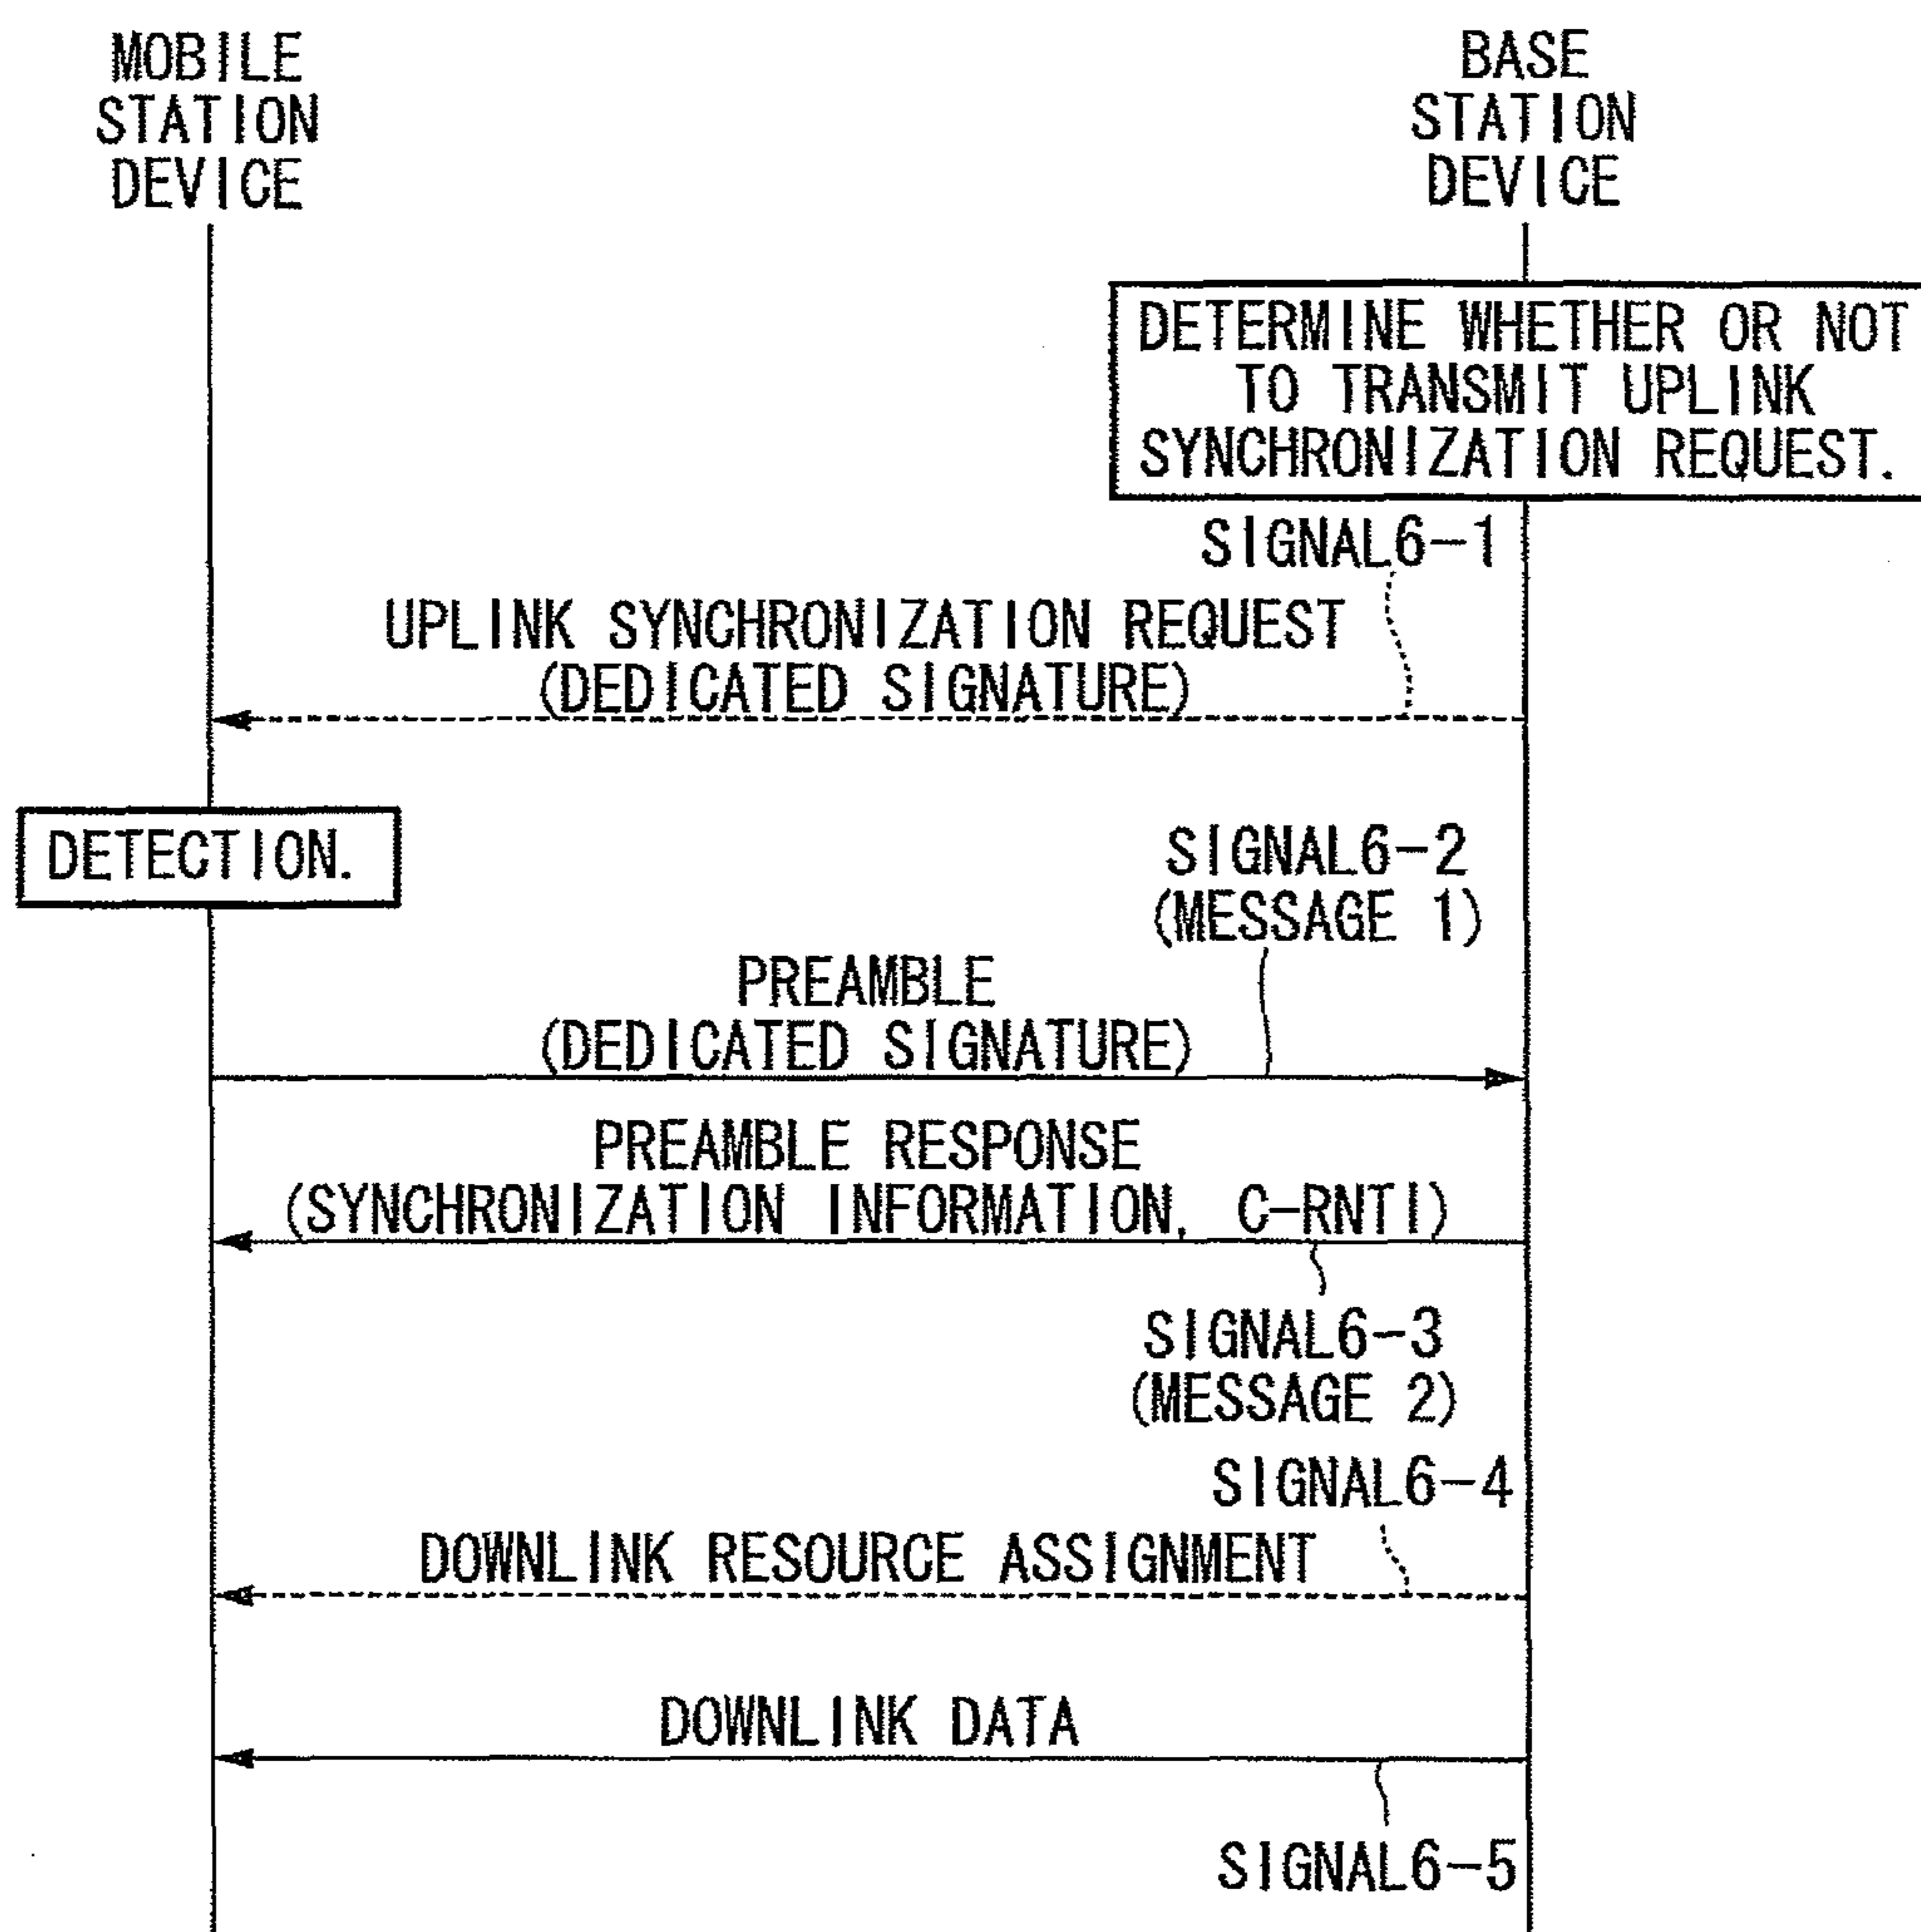 MOBILE
STATION
DEVICE
BASE
STATION
DEVICE
DETERMINE WHETHER OR NOT
TO TRANSMIT UPLINK
SYNCHRONIZATION REQUEST.
SIGNAL6-1
UPLINK SYNCHRONIZATION REQUEST
(DEDICATED SIGNATURE)
DETECTION.
SIGNAL6-2
(MESSAGE 1)
PREAMBLE
(DEDICATED SIGNATURE)
PREAMBLE RESPONSE
(SYNCHRONIZATION INFORMATION, C-RNTI)
SIGNAL6-3
(MESSAGE 2)
SIGNAL6-4
DOWNLINK RESOURCE ASSIGNMENT
DOWNLINK DATA
SIGNAL6-5